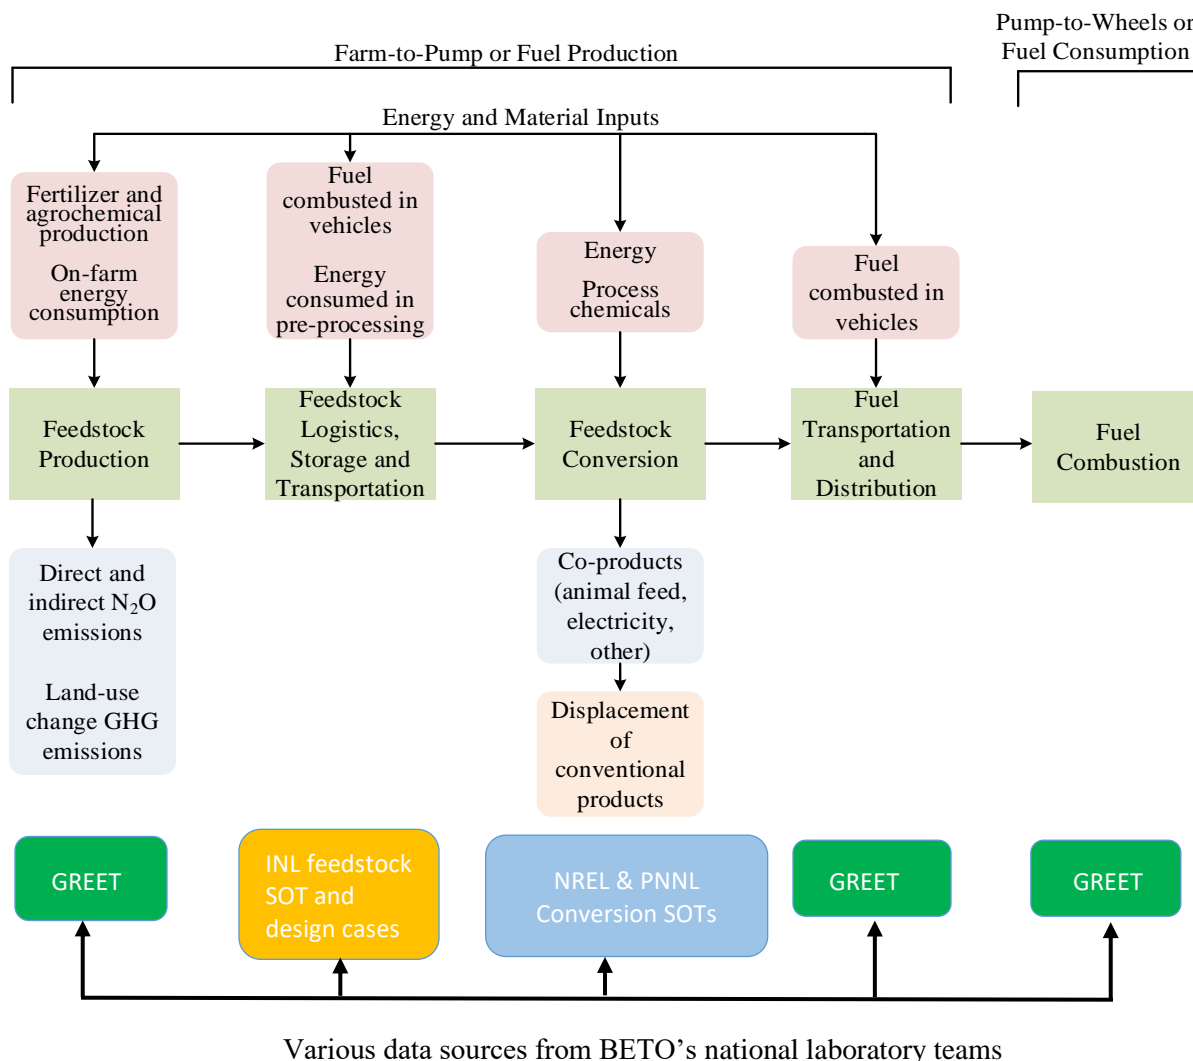 Pump-to-Wheels or
Fuel Consumption
Farm-to-Pump or Fuel Production
Energy and Material Inputs
Fertilizer and
agrochemical
production
On-farm
energy
consumption
Fuel
combusted in
vehicles
Energy
consumed in
pre-processing
Energy
Process
chemicals
Fuel
combusted in
vehicles
Feedstock
Production
Feedstock
Logistics,
Storage and
Transportation
Feedstock
Conversion
Fuel
Transportation
and
Distribution
Fuel
Combustion
Direct and
indirect N₂O
emissions
Land-use
change GHG
emissions
Co-products
(animal feed,
electricity,
other)
Displacement
of
conventional
products
GREET
INL feedstock
SOT and
design cases
NREL & PNNL
Conversion SOTs
GREET
GREET
Various data sources from BETO’s national laboratory teams